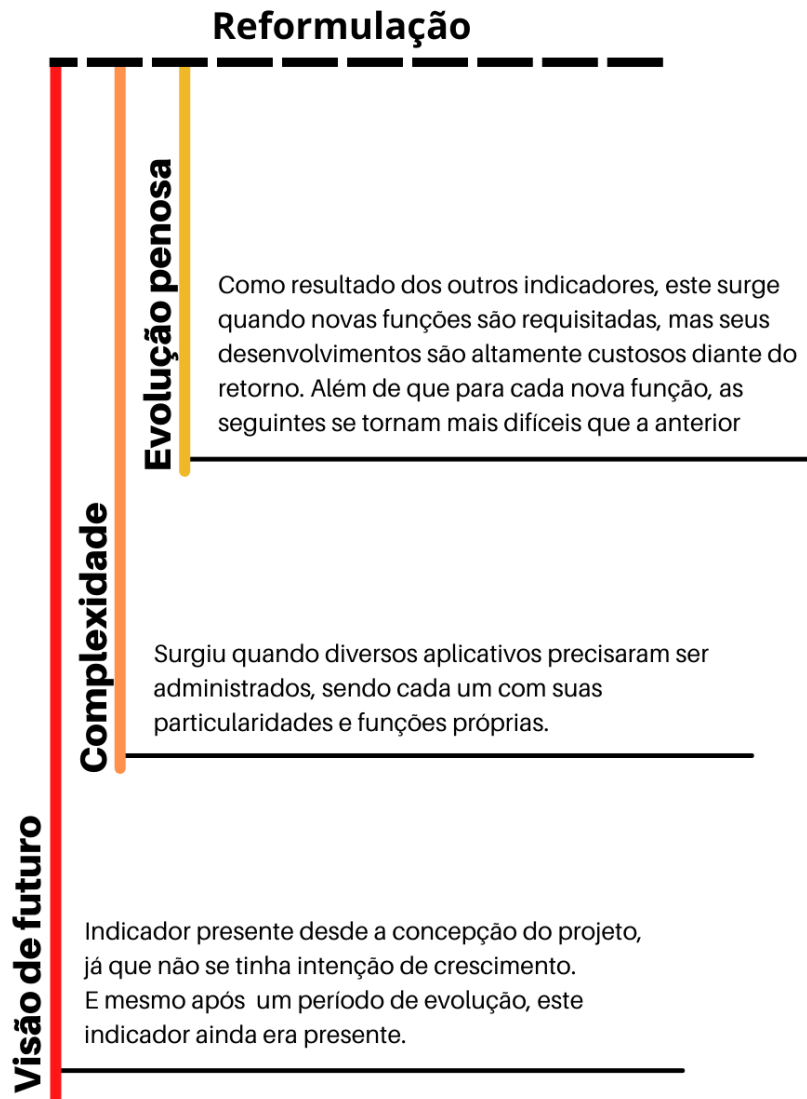 Reformulação
Evolução penosa
Como resultado dos outros indicadores, este surge
quando novas funções são requisitadas, mas seus
desenvolvimentos são altamente custosos diante do
retorno. Além de que para cada nova função, as
seguintes se tornam mais difíceis que a anterior
Complexidade
Surgiu quando diversos aplicativos precisaram ser
administrados, sendo cada um com suas
particularidades e funções próprias.
Visão de futuro
Indicador presente desde a concepção do projeto,
já que não se tinha intenção de crescimento.
E mesmo após  um período de evolução, este
indicador ainda era presente.